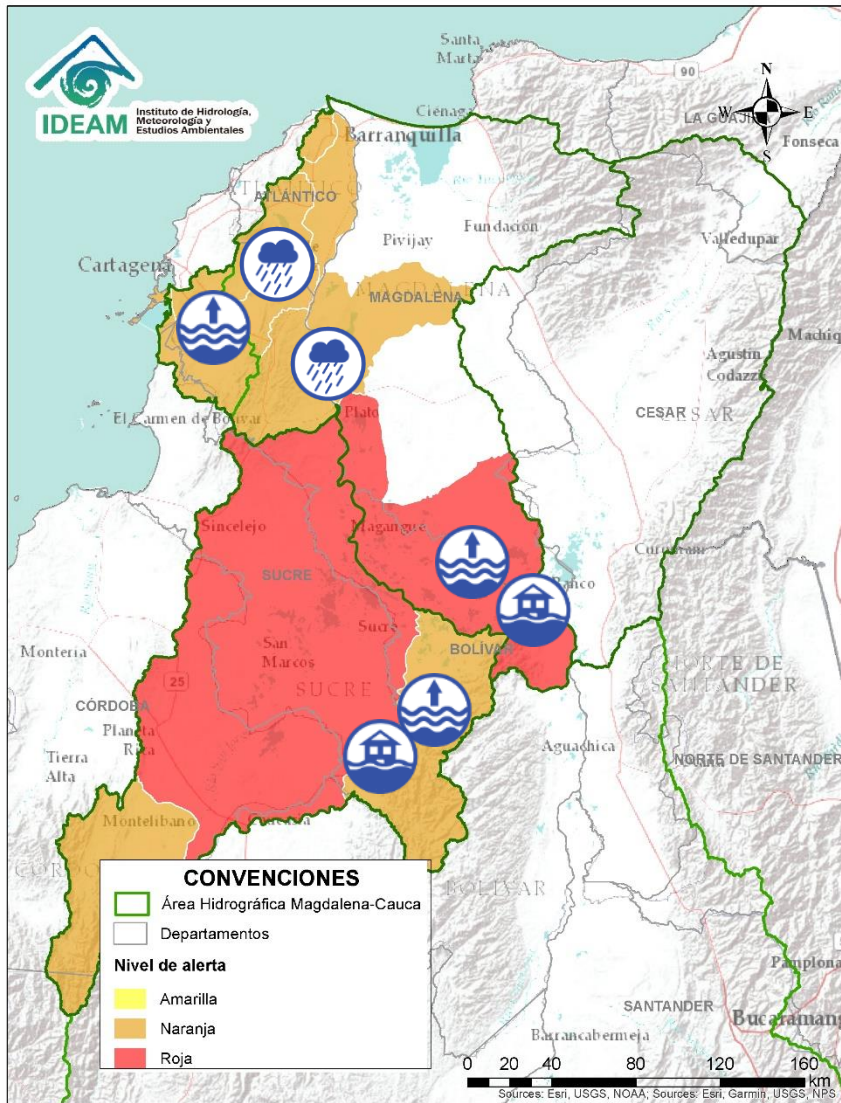 IDEAM
Instituto de Hidrología,
Meteorología y
Estudios Ambientales
Santa
Marta
90
N
W
E
S
LA GUAJI
Fonseca
Ciénaga
Barranquilla
ATLÁNTICO
Fundación
Pivijay
Valledupar
Cartagena
MAGDALENA
MAGDALENA
Agustín
Codazzi
El Carmen de Bolívar
Plato
CESAR
CESAR
Sincelejo
Magangué
Curumaní
SUCRE
Banco
Sucre
BOLÍVAR
Montería
San
Marcos
SUCRE
25
NORTE DE
SANTANDER
CÓRDOBA
Planeta
Rica
Tierra
Alta
Aguachica
NORTE DE SANTANDER
Montelíbano
BOLÍVAR
CONVENCIONES
Área Hidrográfica Magdalena-Cauca
Departamentos
Nivel de alerta
Amarilla
Naranja
Roja
Pamplona
SANTANDER
Bucaramang
Barrancabermeja
0 20 40 80 120 160
km
Sources: Esri, USGS, NOAA; Sources: Esri, Garmin, USGS, NPS